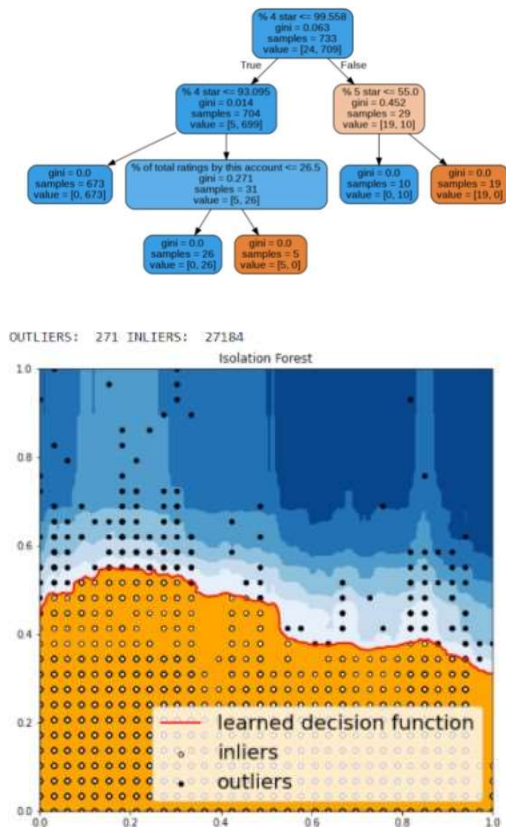 % 4 star <= 99.558
gini = 0.063
samples = 733
value = [24, 709]
True
False
% 4 star <= 93.095
gini = 0.014
samples = 704
value = [5, 699]
% 5 star <= 55.0
gini = 0.452
samples = 29
value = [19, 10]
gini = 0.0
samples = 673
value = [0, 673]
% of total ratings by this account <= 26.5
gini = 0.271
samples = 31
value = [5, 26]
gini = 0.0
samples = 10
value = [0, 10]
gini = 0.0
samples = 19
value = [19, 0]
gini = 0.0
samples = 26
value = [0, 26]
gini = 0.0
samples = 5
value = [5, 0]
OUTLIERS: 271 INLIERS: 27184
Isolation Forest
1.0
0.8
0.6
0.4
0.2
0.0
learned decision function
inliers
outliers
0.0 0.2 0.4 0.6 0.8 1.0